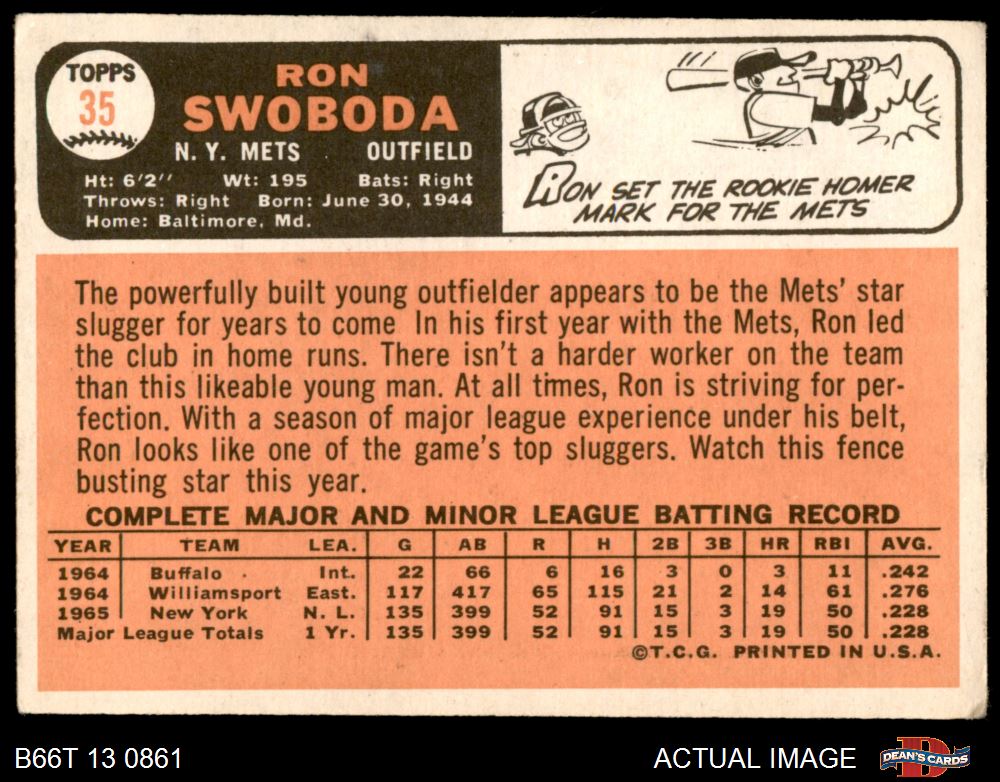 TOPPS
35
RON
SWOBODA
N. Y. METS OUTFIELD
Ht: 6'2'' Wt: 195 Bats: Right
Throws: Right Born: June 30, 1944
Home: Baltimore, Md.
RON SET THE ROOKIE HOMER
MARK FOR THE METS
The powerfully built young outfielder appears to be the Mets' star
slugger for years to come In his first year with the Mets, Ron led
the club in home runs. There isn't a harder worker on the team
than this likeable young man. At all times, Ron is striving for per-
fection. With a season of major league experience under his belt,
Ron looks like one of the game's top sluggers. Watch this fence
busting star this year.
COMPLETE MAJOR AND MINOR LEAGUE BATTING RECORD
YEAR TEAM LEA. G AB R H 2B 3B HR RBI AVG.
1964 Buffalo Int. 22 66 6 16 3 0 3 11 .242
1964 Williamsport East. 117 417 65 115 21 2 14 61 .276
1965 New York N. L. 135 399 52 91 15 3 19 50 .228
Major League Totals 1 Yr. 135 399 52 91 15 3 19 50 .228
©T.C.G. PRINTED IN U.S.A.
B66T 13 0861 ACTUAL IMAGE DEAN'S CARDS